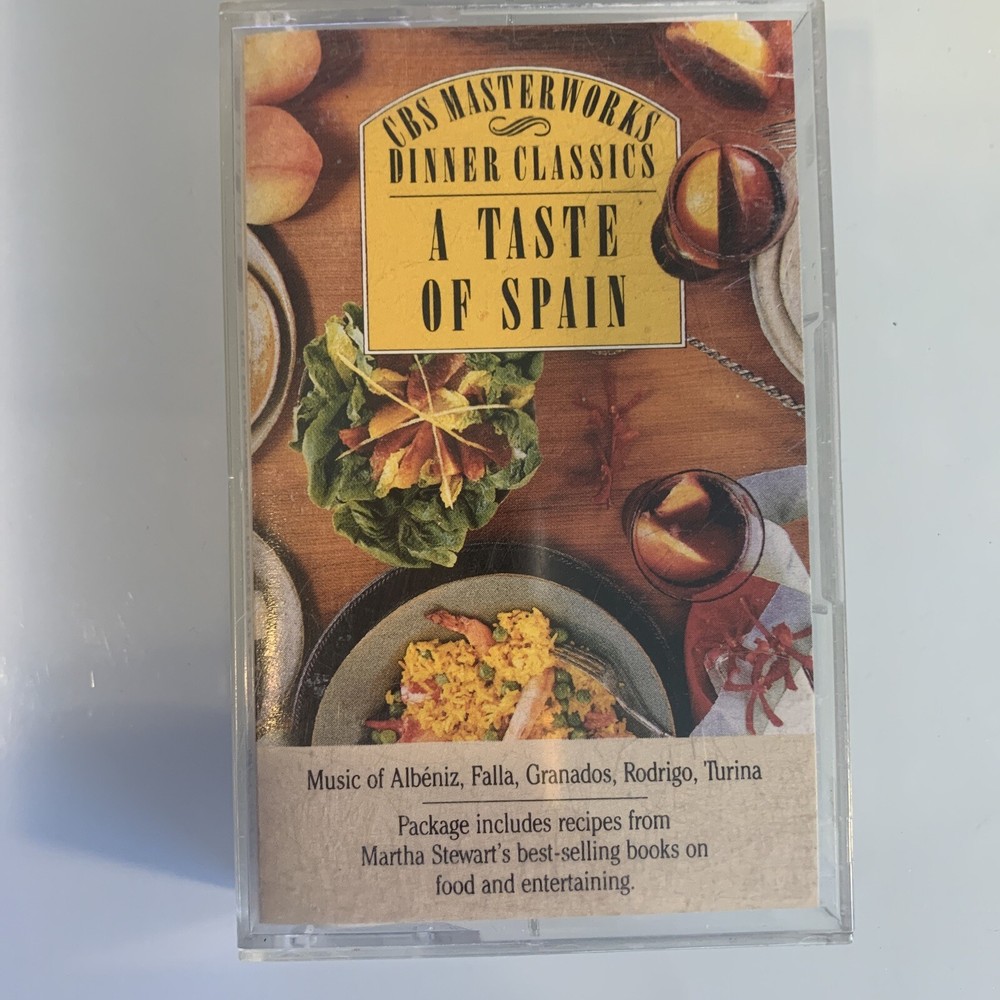 CBS MASTERWORKS
DINNER CLASSICS
A TASTE
OF SPAIN
Music of Albéniz, Falla, Granados, Rodrigo, Turina
Package includes recipes from
Martha Stewart's best-selling books on
food and entertaining.